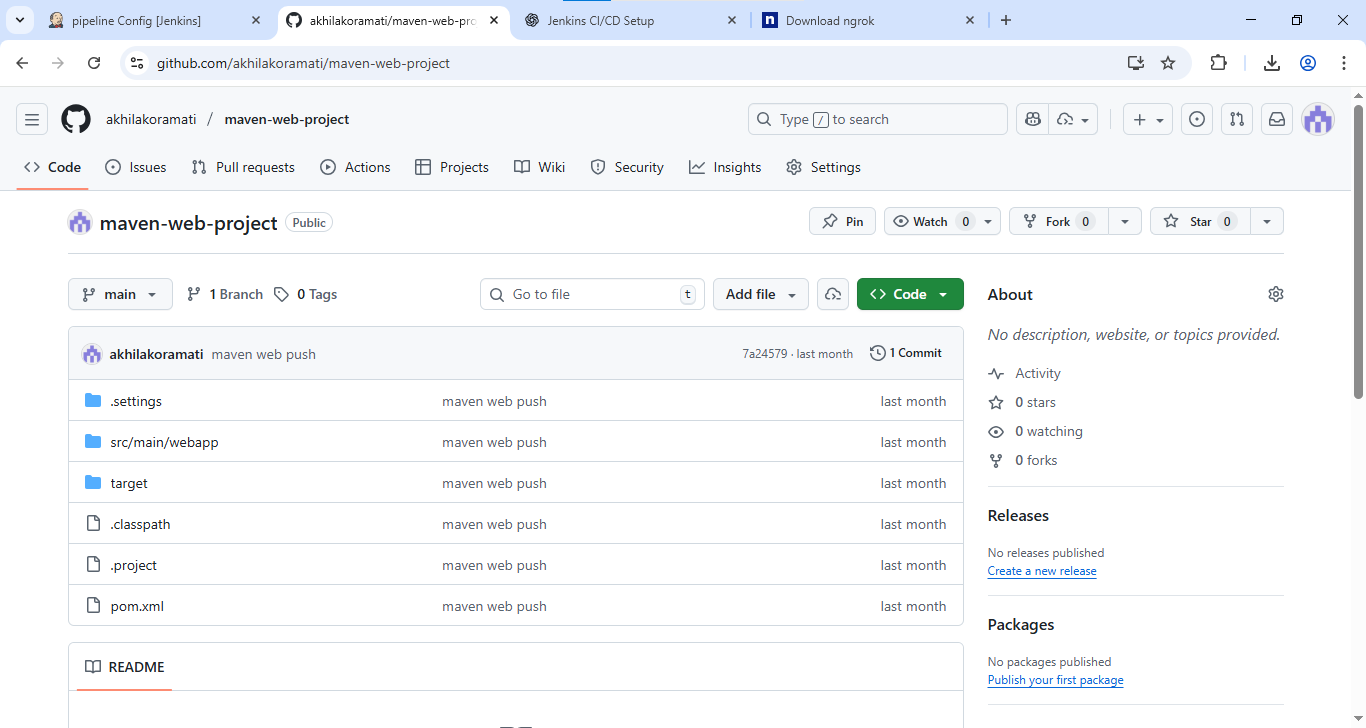 pipeline Config [Jenkins]
akhilakoramati/maven-web-pro
Jenkins CI/CD Setup
Download ngrok
github.com/akhilakoramati/maven-web-project
akhilakoramati / maven-web-project
Type / to search
Code
Issues
Pull requests
Actions
Projects
Wiki
Security
Insights
Settings
maven-web-project Public
Pin
Watch 0
Fork 0
Star 0
main
1 Branch
0 Tags
Go to file t
Add file
Code
akhilakoramati maven web push 7a24579 · last month 1 Commit
.settings maven web push last month
src/main/webapp maven web push last month
target maven web push last month
.classpath maven web push last month
.project maven web push last month
pom.xml maven web push last month
README
About
No description, website, or topics provided.
Activity
0 stars
0 watching
0 forks
Releases
No releases published
Create a new release
Packages
No packages published
Publish your first package